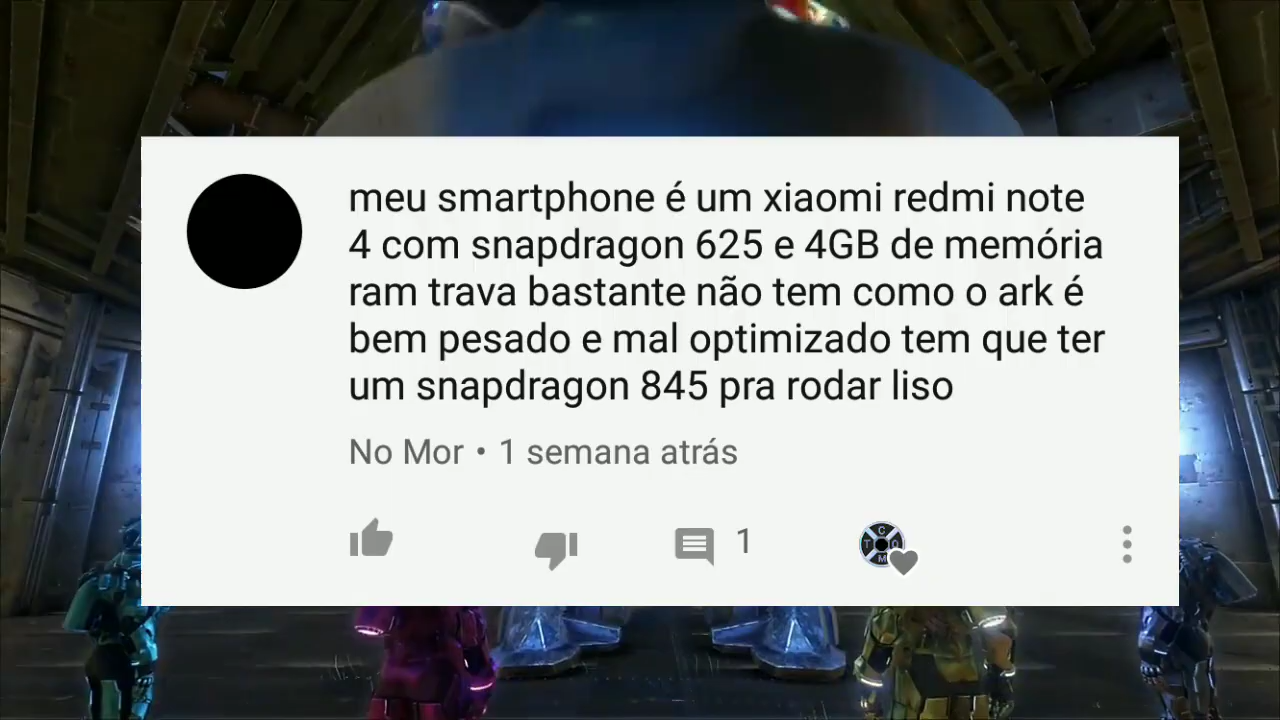 meu smartphone é um xiaomi redmi note
4 com snapdragon 625 e 4GB de memória
ram trava bastante não tem como o ark é
bem pesado e mal optimizado tem que ter
um snapdragon 845 pra rodar liso
No Mor • 1 semana atrás
1
C
T O
M